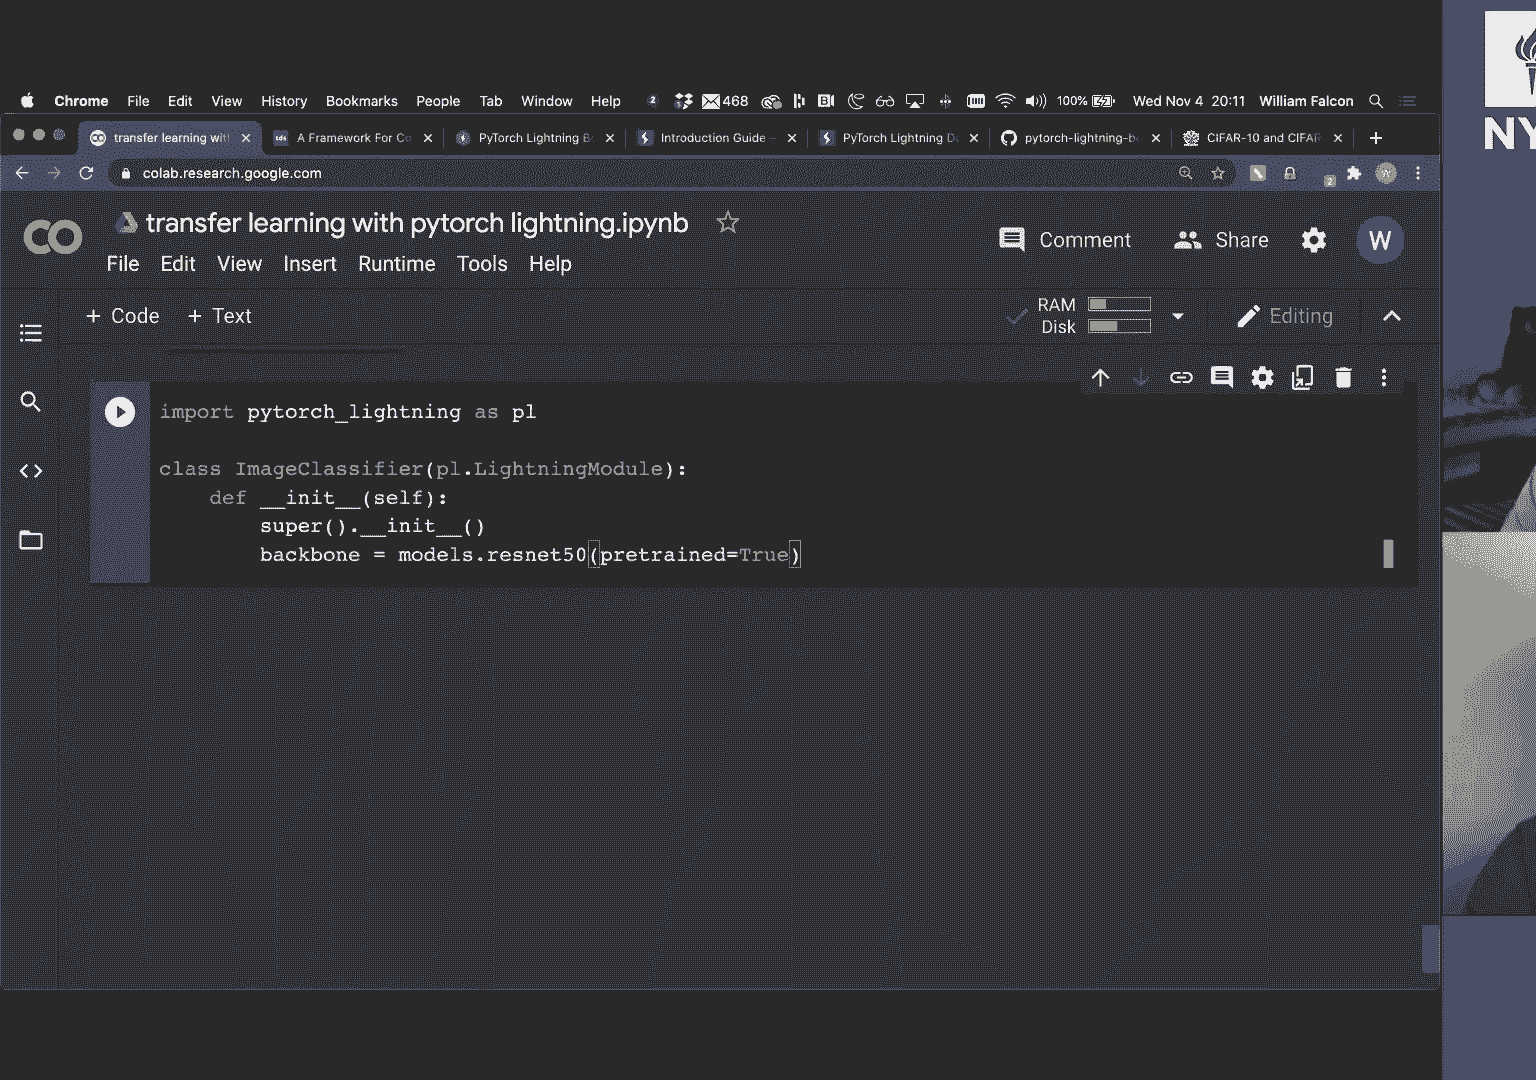 Chrome File Edit View History Bookmarks People Tab Window Help 2 468 100% Wed Nov 4 20:11 William Falcon
transfer learning wit A Framework For Co PyTorch Lightning B Introduction Guide – PyTorch Lightning D pytorch-lightning-b CIFAR-10 and CIFAR
colab.research.google.com 2 W
NY
transfer learning with pytorch lightning.ipynb
Comment Share W
File Edit View Insert Runtime Tools Help
+ Code + Text RAM Disk Editing
import pytorch_lightning as pl
class ImageClassifier(pl.LightningModule):
def __init__(self):
super().__init__()
backbone = models.resnet50(pretrained=True)